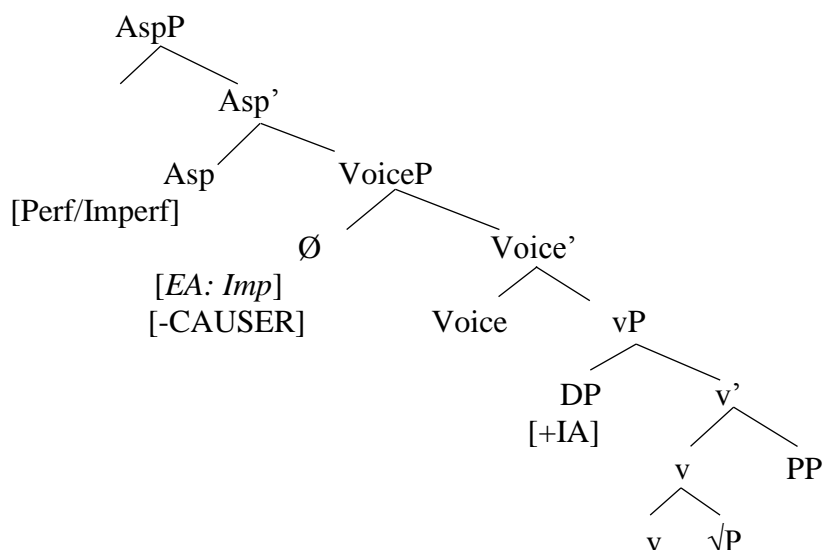 AspP
Asp’
Asp VoiceP
[Perf/Imperf]
Ø Voice’
[EA: Imp]
[-CAUSER] Voice vP
DP v’
[+IA]
v PP
v √P